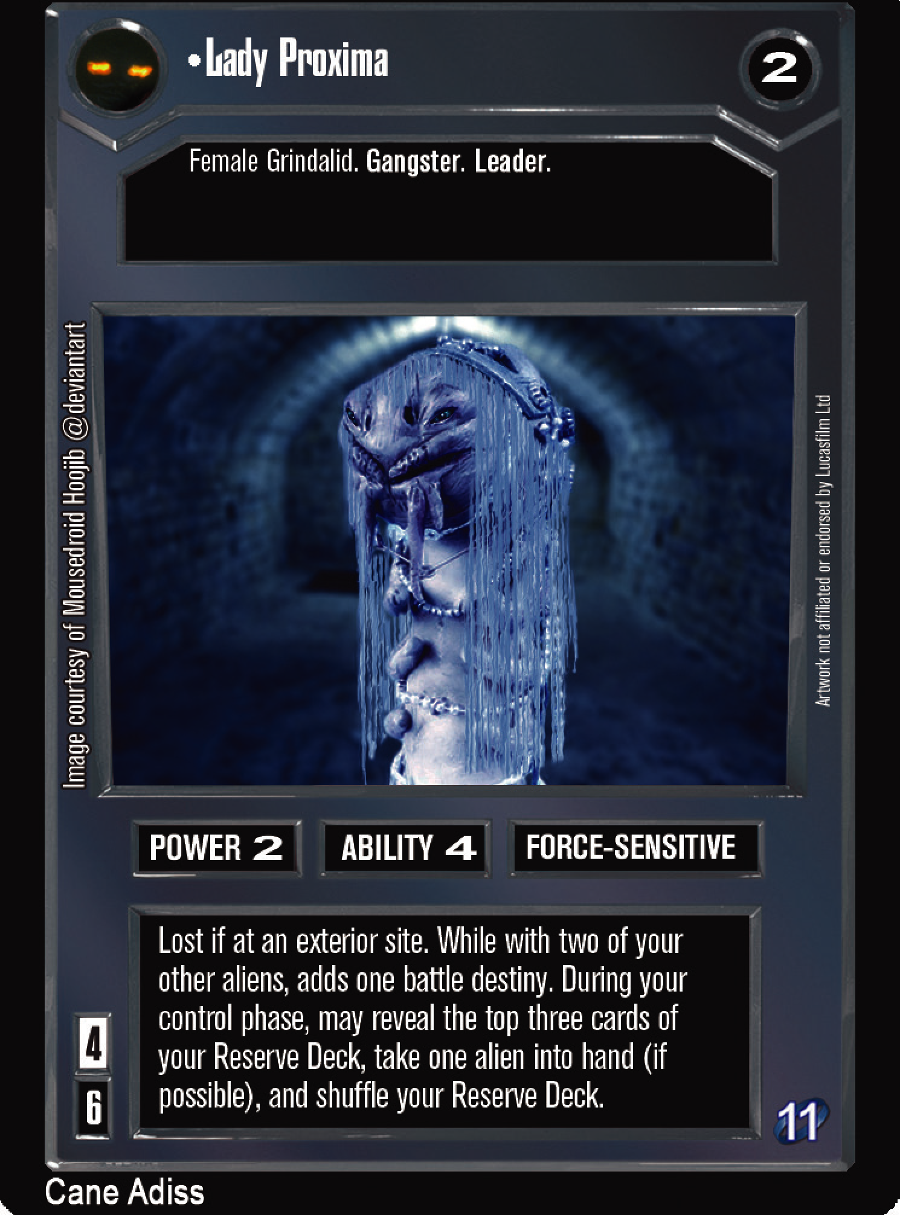 •Lady Proxima
2
Female Grindalid. Gangster. Leader.
Image courtesy of Mousedroid Hoojib @deviantart
Artwork not affiliated or endorsed by Lucasfilm Ltd
POWER 2
ABILITY 4
FORCE-SENSITIVE
Lost if at an exterior site. While with two of your
other aliens, adds one battle destiny. During your
control phase, may reveal the top three cards of
your Reserve Deck, take one alien into hand (if
possible), and shuffle your Reserve Deck.
4
6
11
Cane Adiss